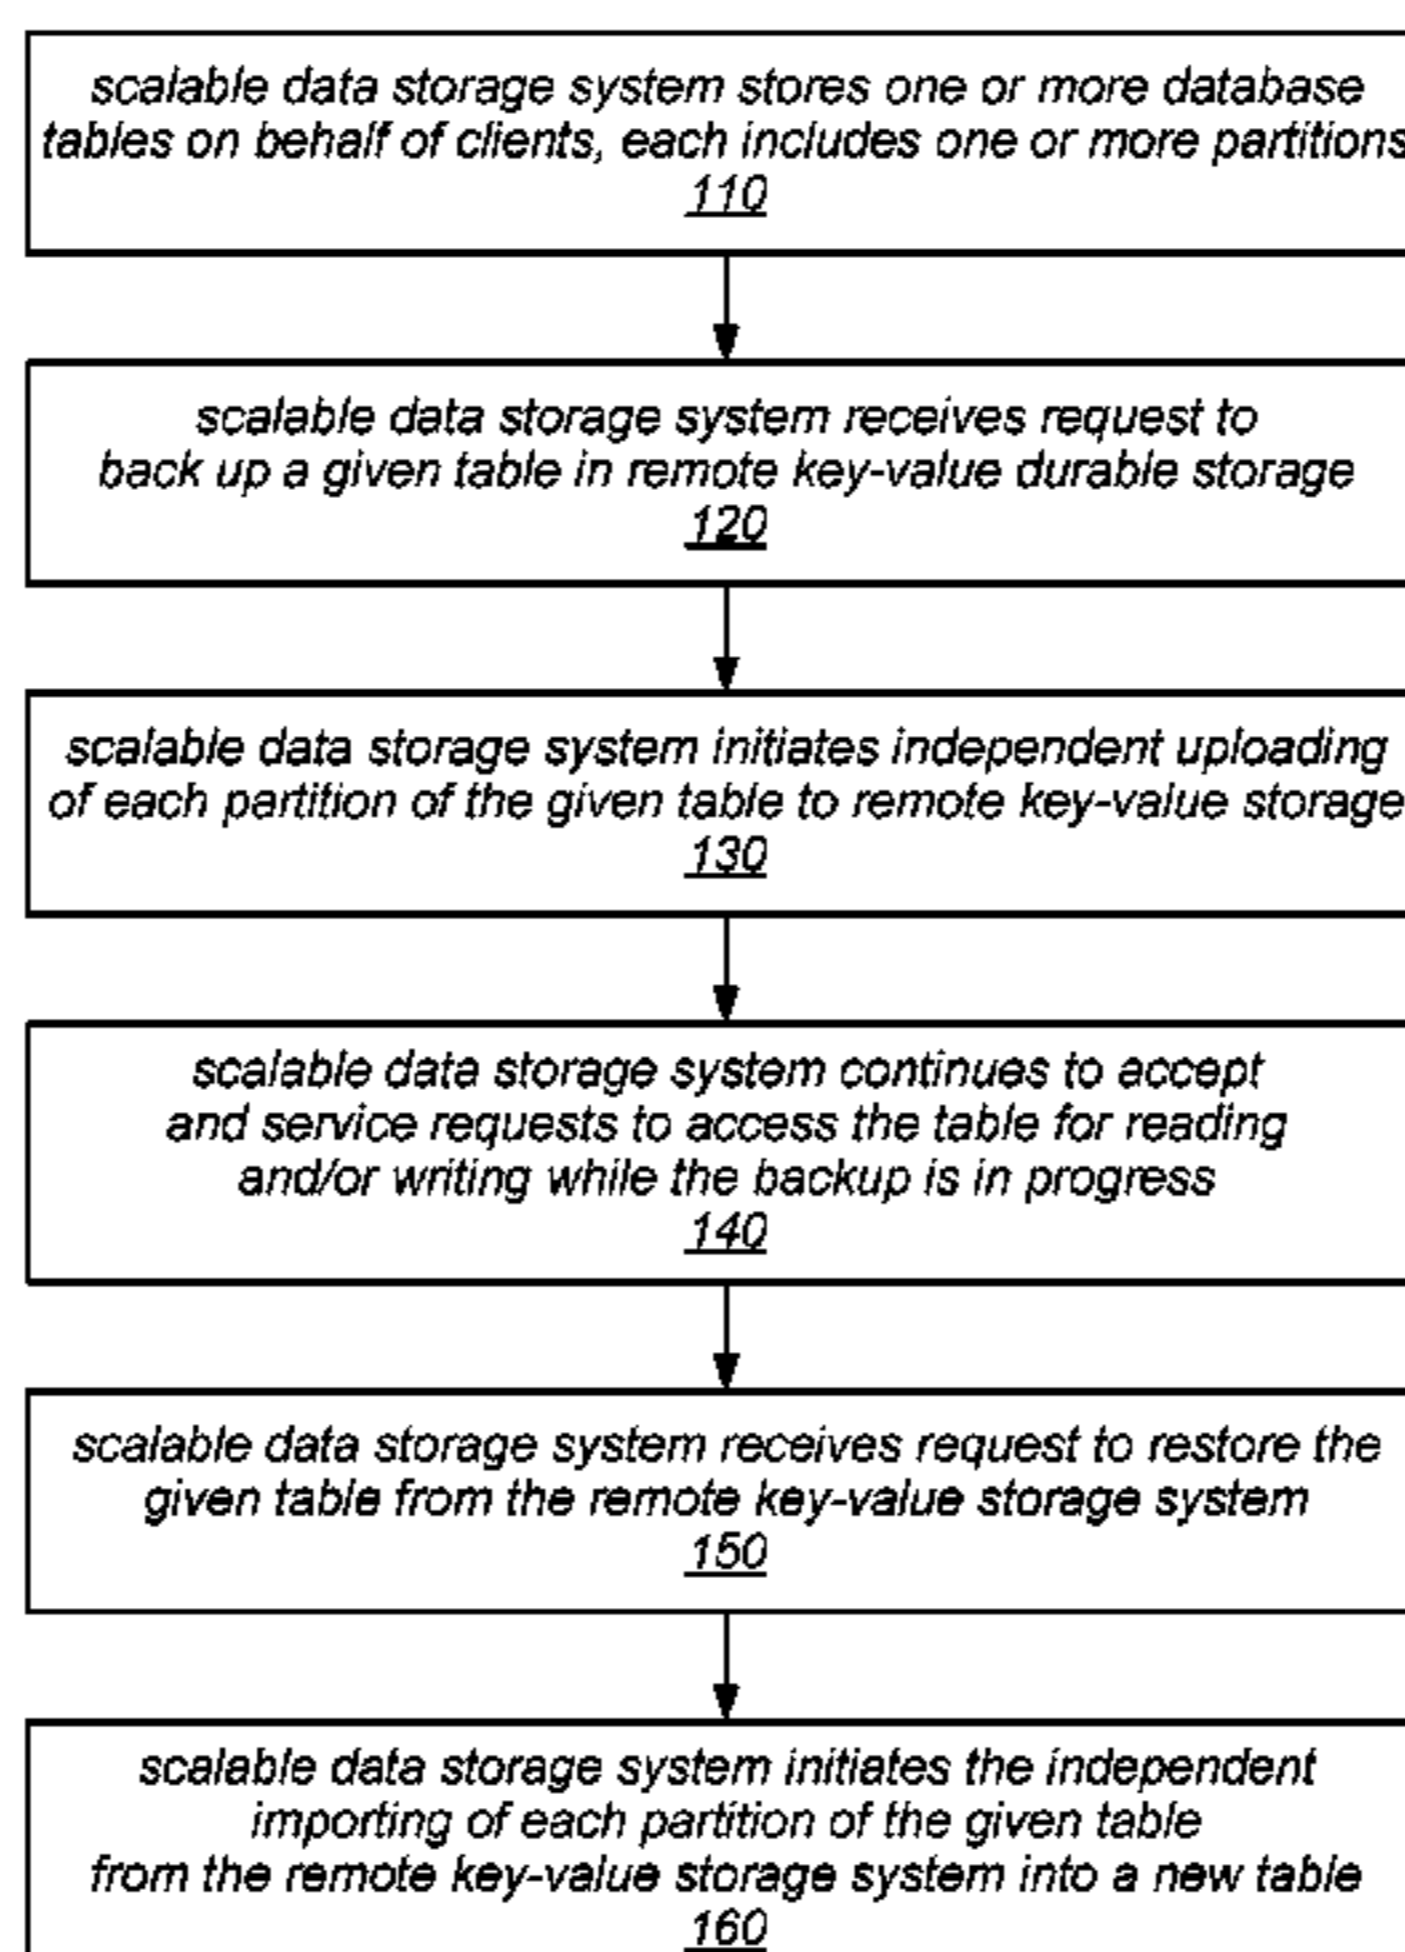 scalable data storage system stores one or more database
tables on behalf of clients, each includes one or more partitions
110
scalable data storage system receives request to
back up a given table in remote key-value durable storage
120
scalable data storage system initiates independent uploading
of each partition of the given table to remote key-value storage
130
scalable data storage system continues to accept
and service requests to access the table for reading
and/or writing while the backup is in progress
140
scalable data storage system receives request to restore the
given table from the remote key-value storage system
150
scalable data storage system initiates the independent
importing of each partition of the given table
from the remote key-value storage system into a new table
160